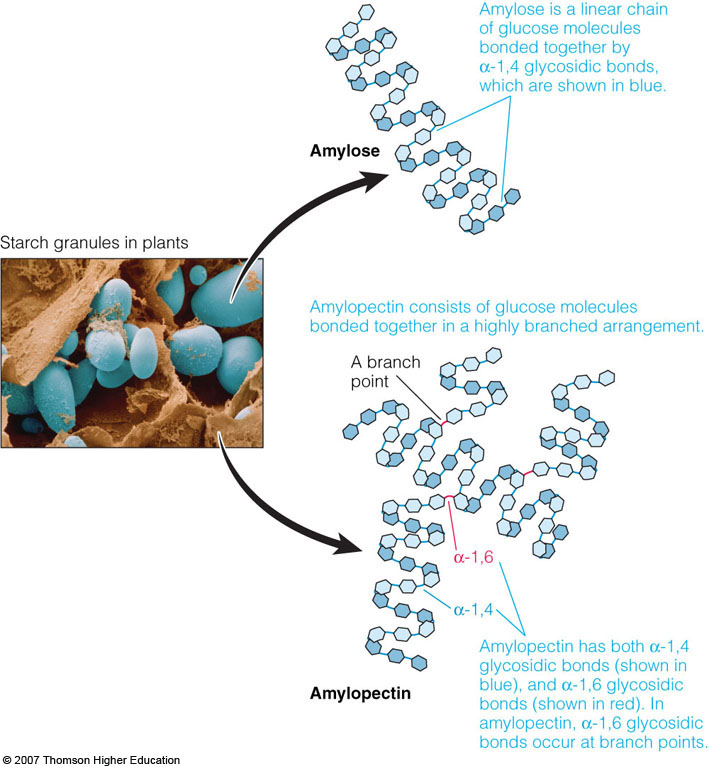 Amylose is a linear chain
of glucose molecules
bonded together by
α-1,4 glycosidic bonds,
which are shown in blue.
Amylose
Starch granules in plants
Amylopectin consists of glucose molecules
bonded together in a highly branched arrangement.
A branch
point
α-1,6
α-1,4
Amylopectin has both α-1,4
glycosidic bonds (shown in
blue), and α-1,6 glycosidic
bonds (shown in red). In
amylopectin, α-1,6 glycosidic
bonds occur at branch points.
Amylopectin
© 2007 Thomson Higher Education